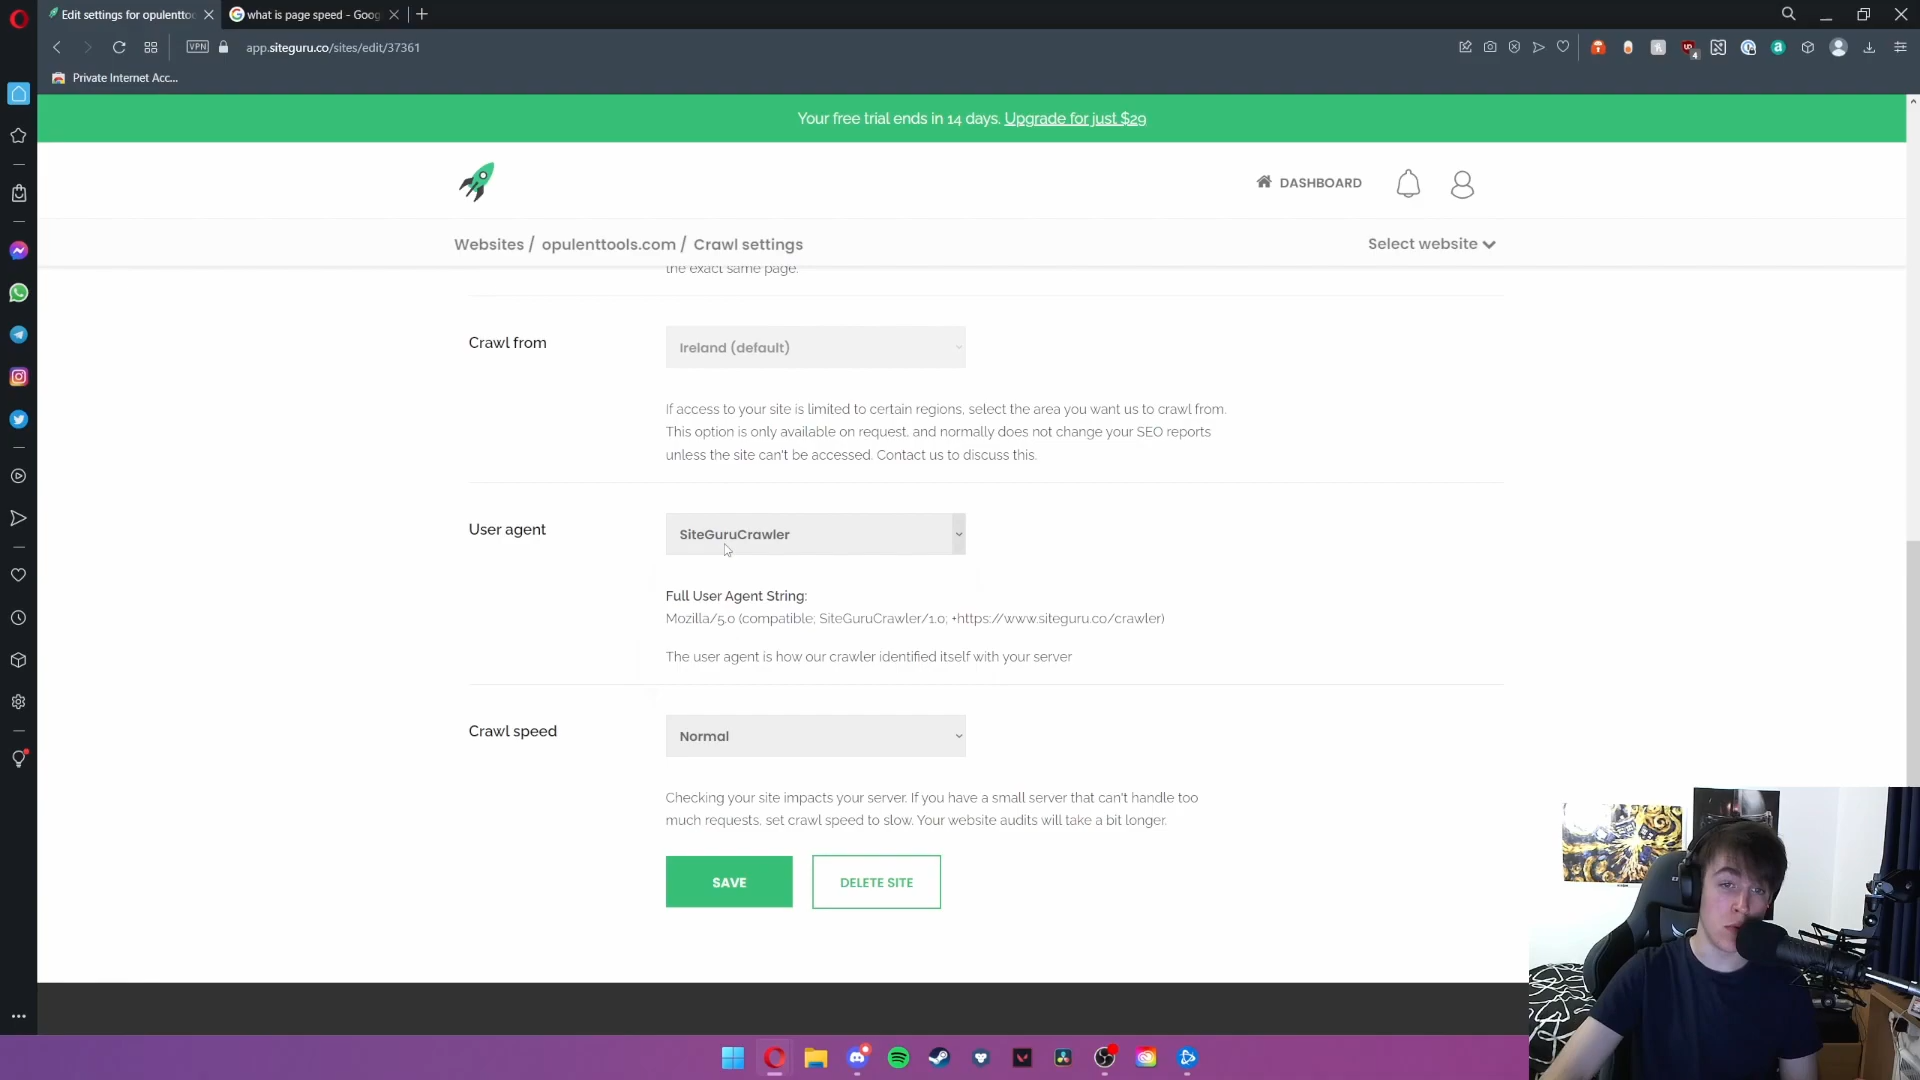 Edit settings for opulenttoo
what is page speed - Goog
VPN
app.siteguru.co/sites/edit/37361
4
Private Internet Acc...
Your free trial ends in 14 days. Upgrade for just $29
DASHBOARD
Websites / opulenttools.com / Crawl settings
Select website
the exact same page.
Crawl from
Ireland (default)
If access to your site is limited to certain regions, select the area you want us to crawl from.
This option is only available on request, and normally does not change your SEO reports
unless the site can't be accessed. Contact us to discuss this.
User agent
SiteGuruCrawler
Full User Agent String:
Mozilla/5.0 (compatible; SiteGuruCrawler/1.0; +https://www.siteguru.co/crawler)
The user agent is how our crawler identified itself with your server
Crawl speed
Normal
Checking your site impacts your server. If you have a small server that can't handle too
much requests, set crawl speed to slow. Your website audits will take a bit longer.
SAVE
DELETE SITE